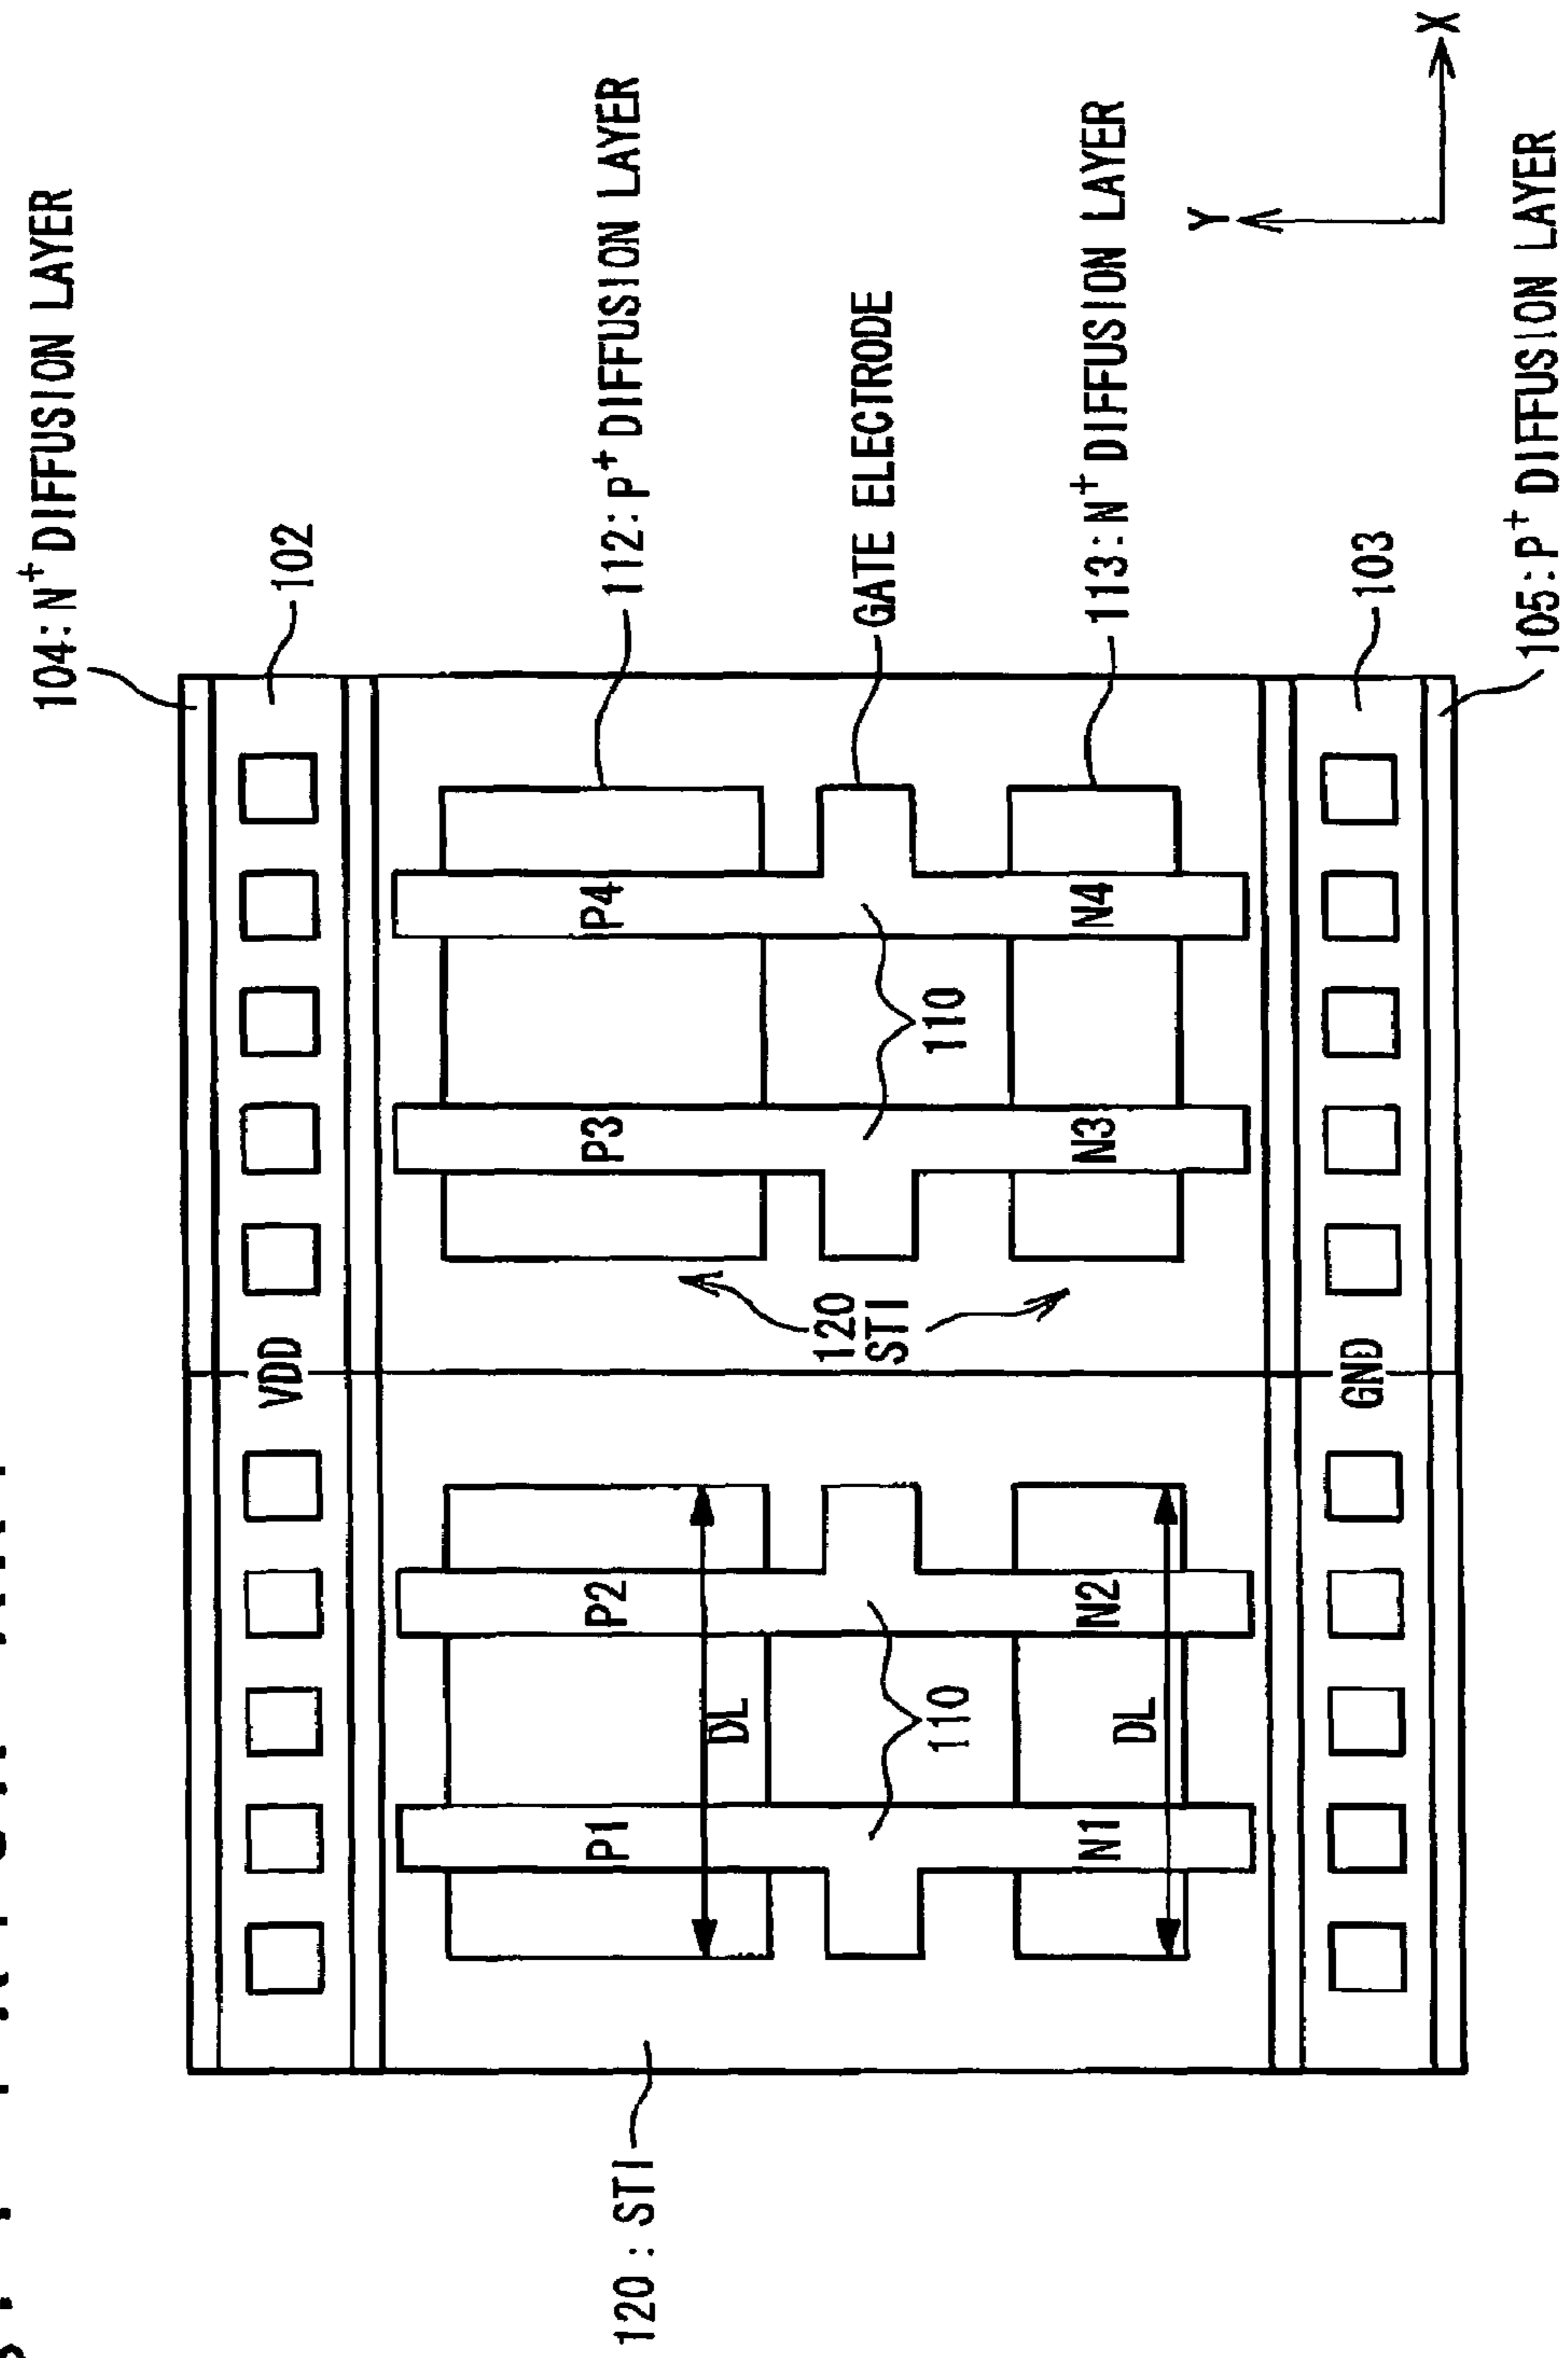 104:N+ DIFFUSION LAYER
102
VDD
112:P+ DIFFUSION LAYER
P1
P2
P3
P4
120:STI
DL
120
STI
GATE ELECTRODE
110
110
113:N+ DIFFUSION LAYER
N1
N2
N3
N4
DL
Y
X
103
GND
105:P+ DIFFUSION LAYER